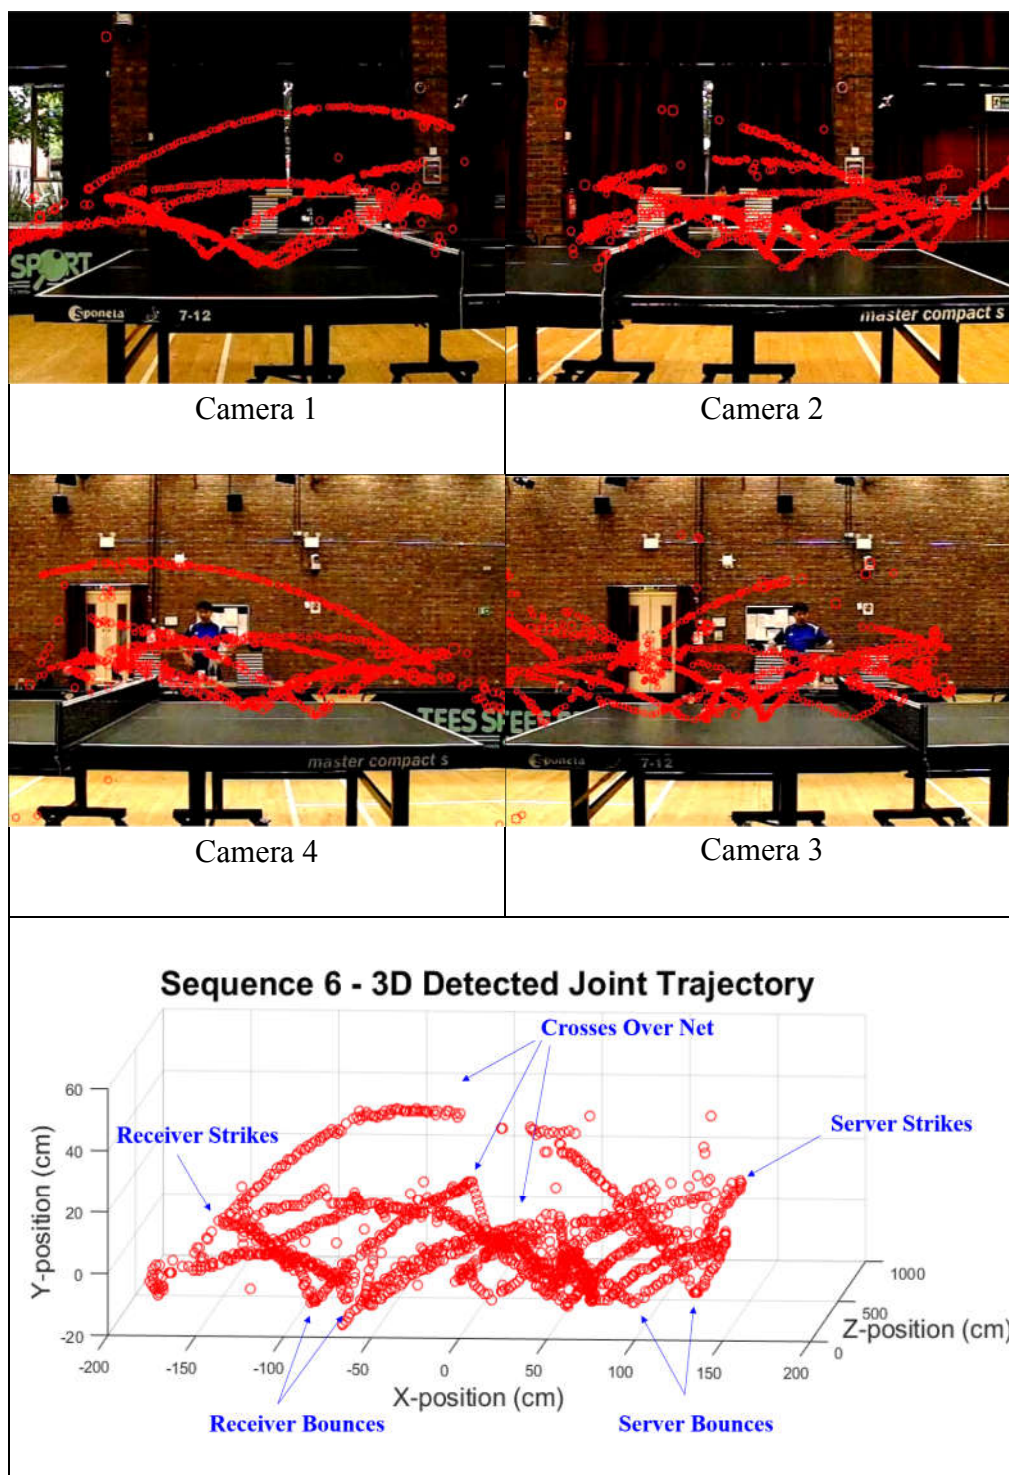 SPORT
Sponeta 7-12
master compact s
Camera 1
Camera 2
TEES SFEES
master compact s
Sponeta 7-12
Camera 4
Camera 3
Sequence 6 - 3D Detected Joint Trajectory
Crosses Over Net
60
Receiver Strikes
Server Strikes
40
20
Y-position (cm)
0
1000
-20
500
Z-position (cm)
0
-200
-150
-100
-50
0
50
100
150
200
X-position (cm)
Receiver Bounces
Server Bounces